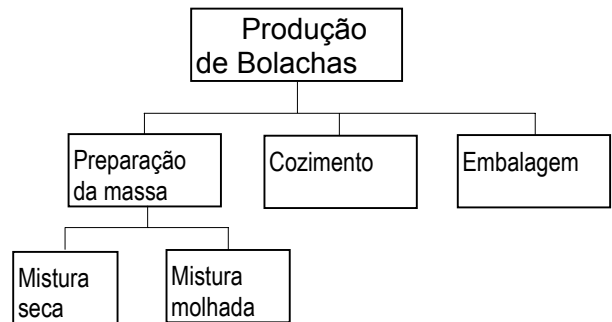 Produção
de Bolachas
Preparação
da massa
Cozimento
Embalagem
Mistura
seca
Mistura
molhada